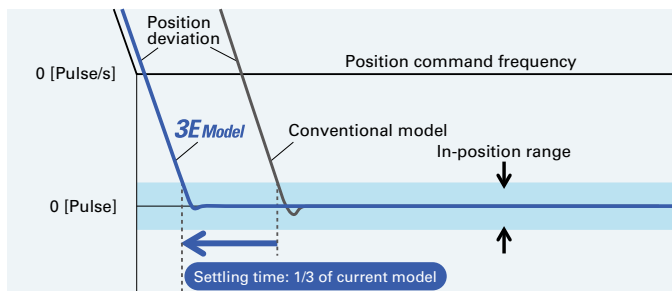 Position
deviation
0 [Pulse/s]
Position command frequency
3E Model
Conventional model
In-position range
0 [Pulse]
Settling time: 1/3 of current model